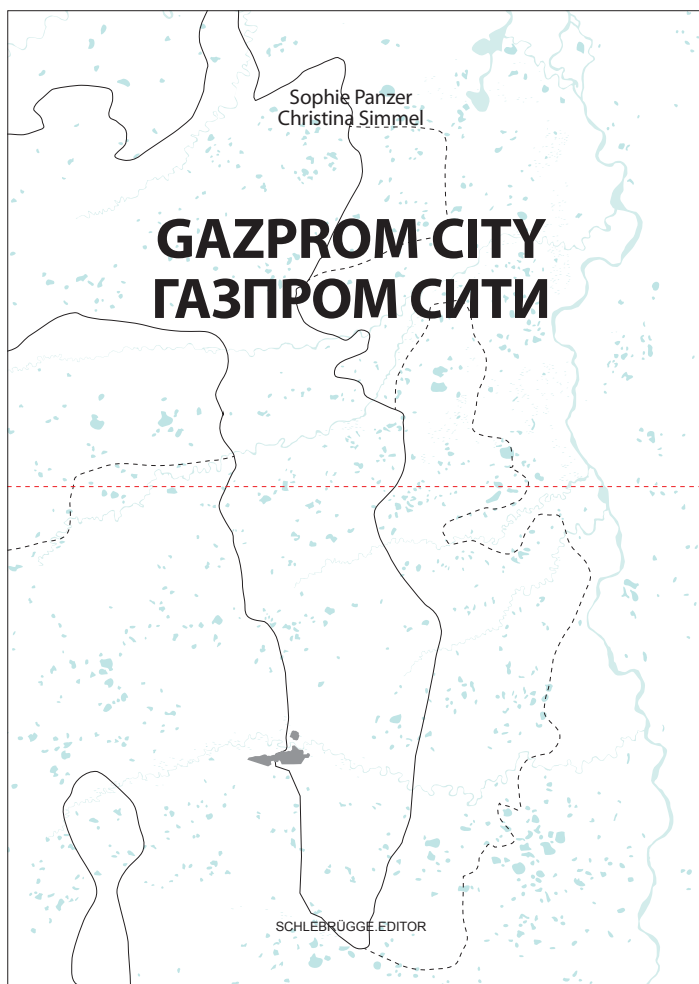 Sophie Panzer
Christina Simmel
GAZPROM CITY
ГАЗПРОМ СИТИ
SCHLEBRÜGGE.EDITOR